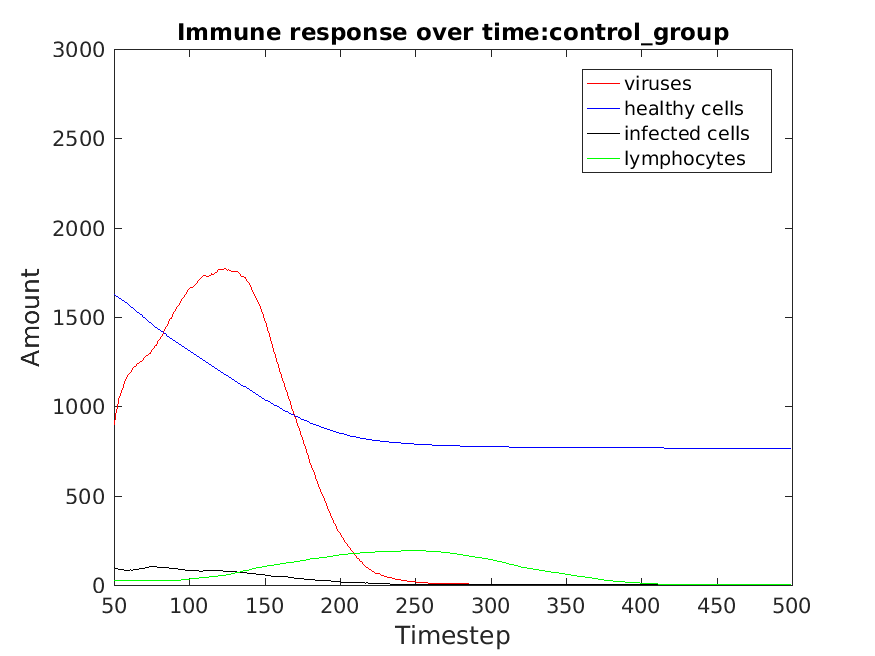 Immune response over time:control_group
3000
2500
2000
1500
1000
500
0
Amount
viruses
healthy cells
infected cells
lymphocytes
50 100 150 200 250 300 350 400 450 500
Timestep